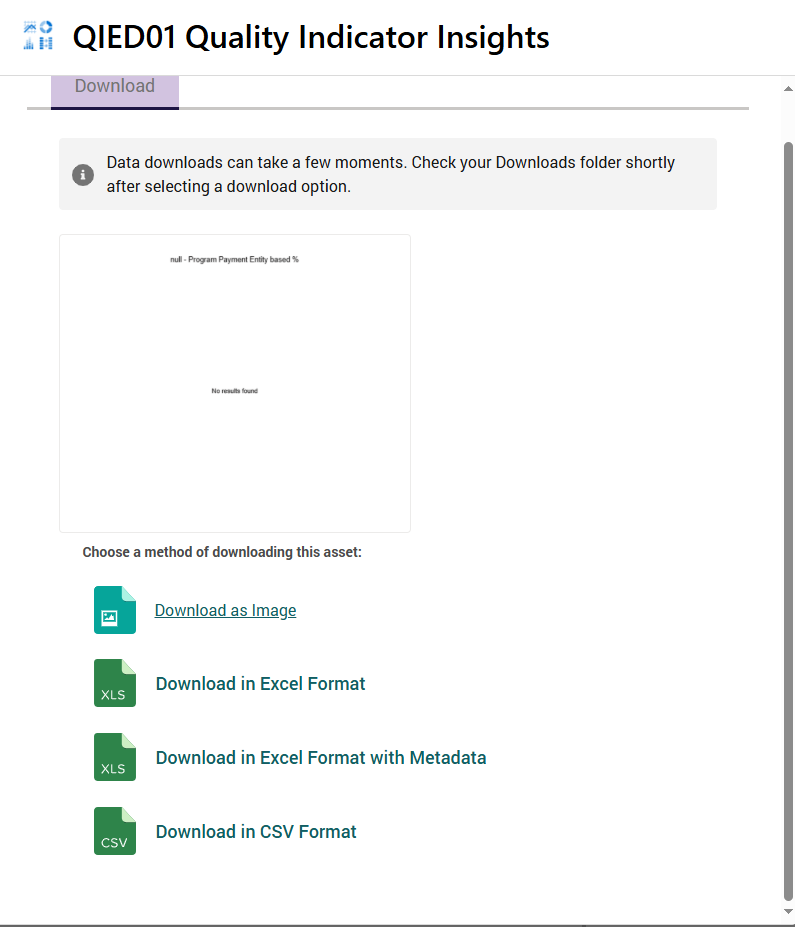 QIED01 Quality Indicator Insights
Download
Data downloads can take a few moments. Check your Downloads folder shortly
after selecting a download option.
null - Program Payment Entity based %
No results found
Choose a method of downloading this asset:
Download as Image
XLS
Download in Excel Format
XLS
Download in Excel Format with Metadata
CSV
Download in CSV Format